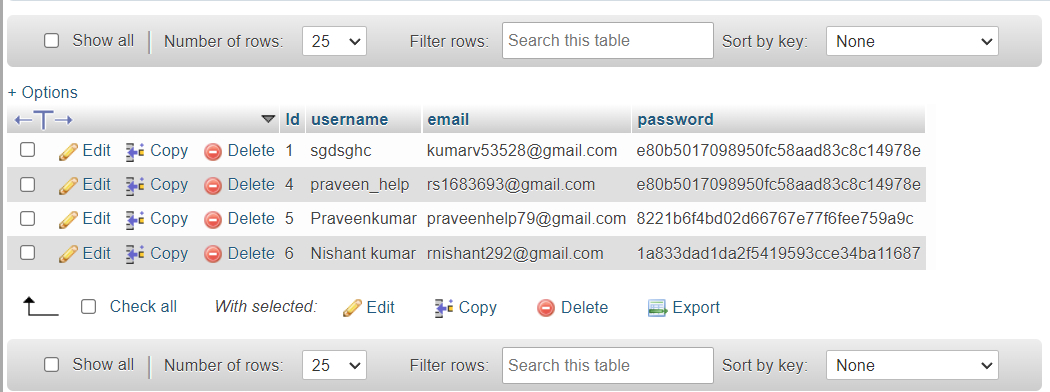 Show all Number of rows: 25 Filter rows: Search this table Sort by key: None
+ Options
Id username email password
Edit Copy Delete 1 sgdsghc kumarv53528@gmail.com e80b5017098950fc58aad83c8c14978e
Edit Copy Delete 4 praveen_help rs1683693@gmail.com e80b5017098950fc58aad83c8c14978e
Edit Copy Delete 5 Praveenkumar praveenhelp79@gmail.com 8221b6f4bd02d66767e77f6fee759a9c
Edit Copy Delete 6 Nishant kumar rnishant292@gmail.com 1a833dad1da2f5419593cce34ba11687
Check all With selected: Edit Copy Delete Export
Show all Number of rows: 25 Filter rows: Search this table Sort by key: None